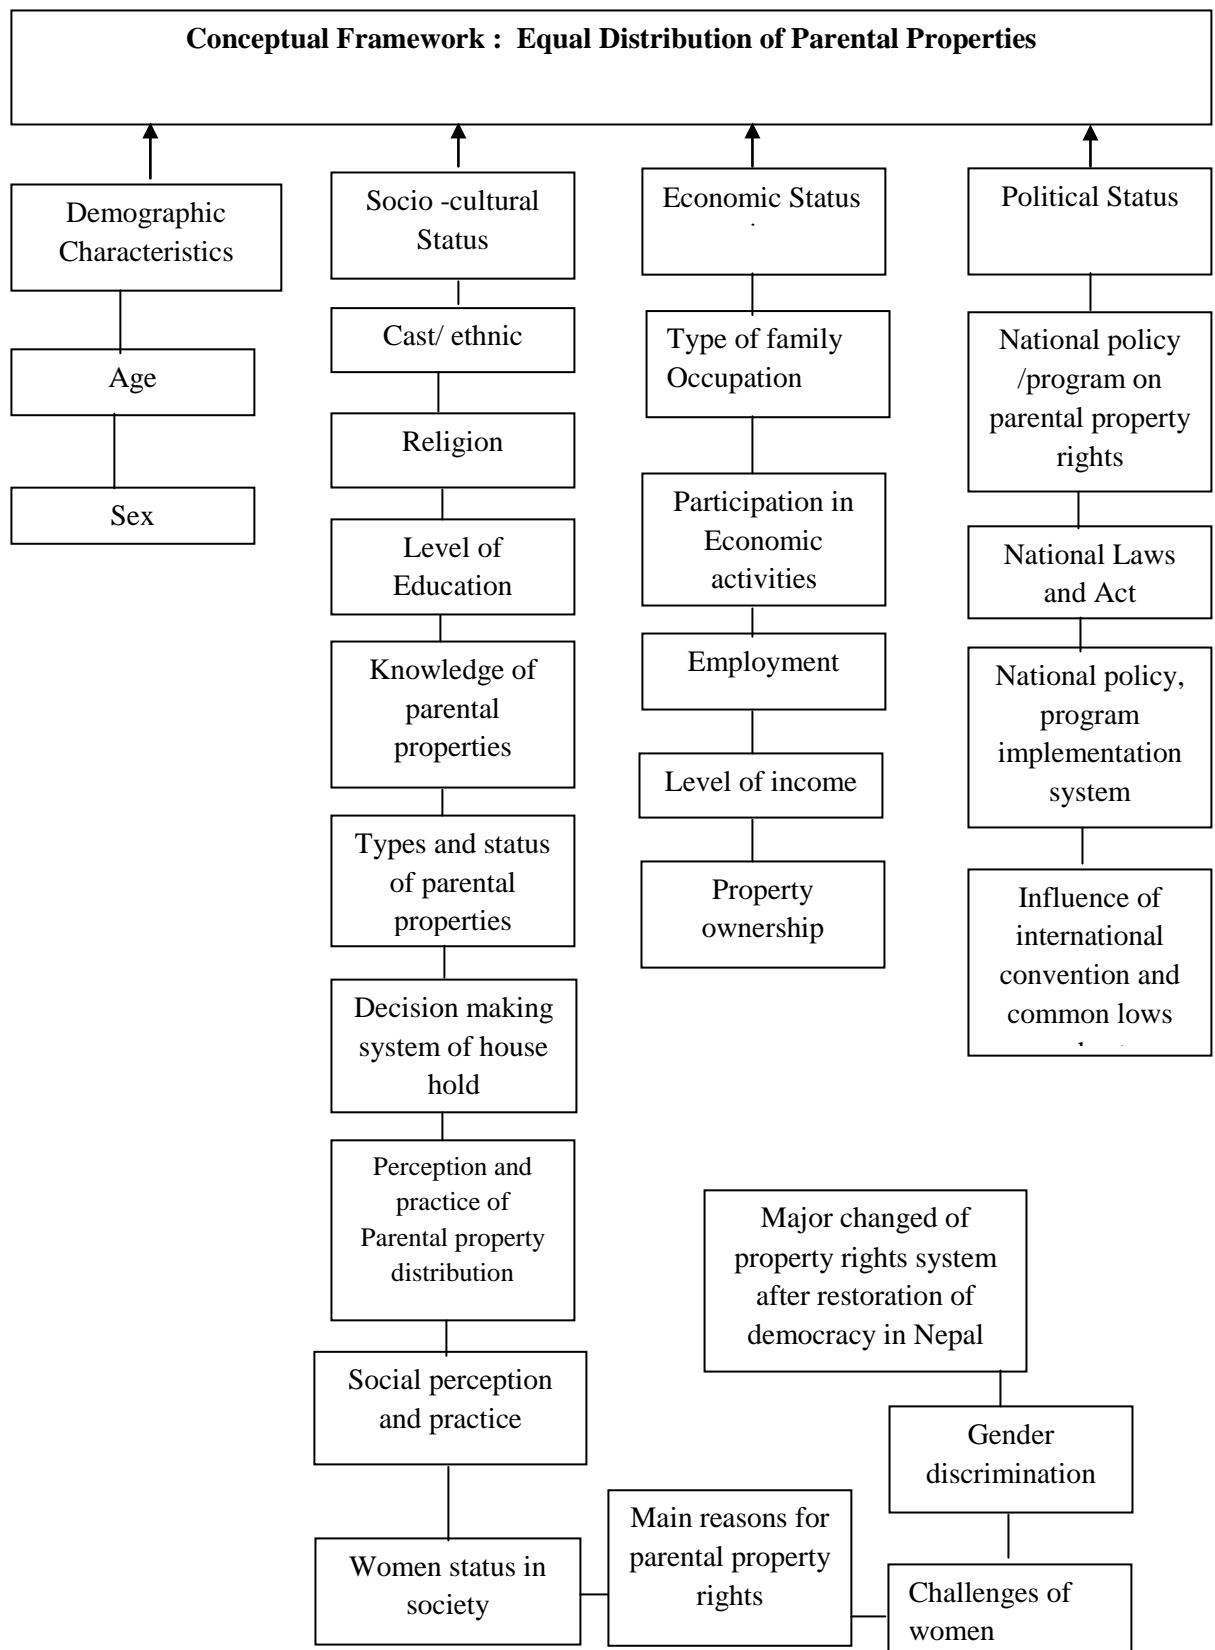 Conceptual Framework : Equal Distribution of Parental Properties
Demographic
Characteristics
Age
Sex
Socio -cultural
Status
Cast/ ethnic
Religion
Level of
Education
Knowledge of
parental
properties
Types and status
of parental
properties
Decision making
system of house
hold
Perception and
practice of
Parental property
distribution
Social perception
and practice
Women status in
society
Economic Status
.
Type of family
Occupation
Participation in
Economic
activities
Employment
Level of income
Property
ownership
Political Status
National policy
/program on
parental property
rights
National Laws
and Act
National policy,
program
implementation
system
Influence of
international
convention and
common lows
Major changed of
property rights system
after restoration of
democracy in Nepal
Gender
discrimination
Main reasons for
parental property
rights
Challenges of
women